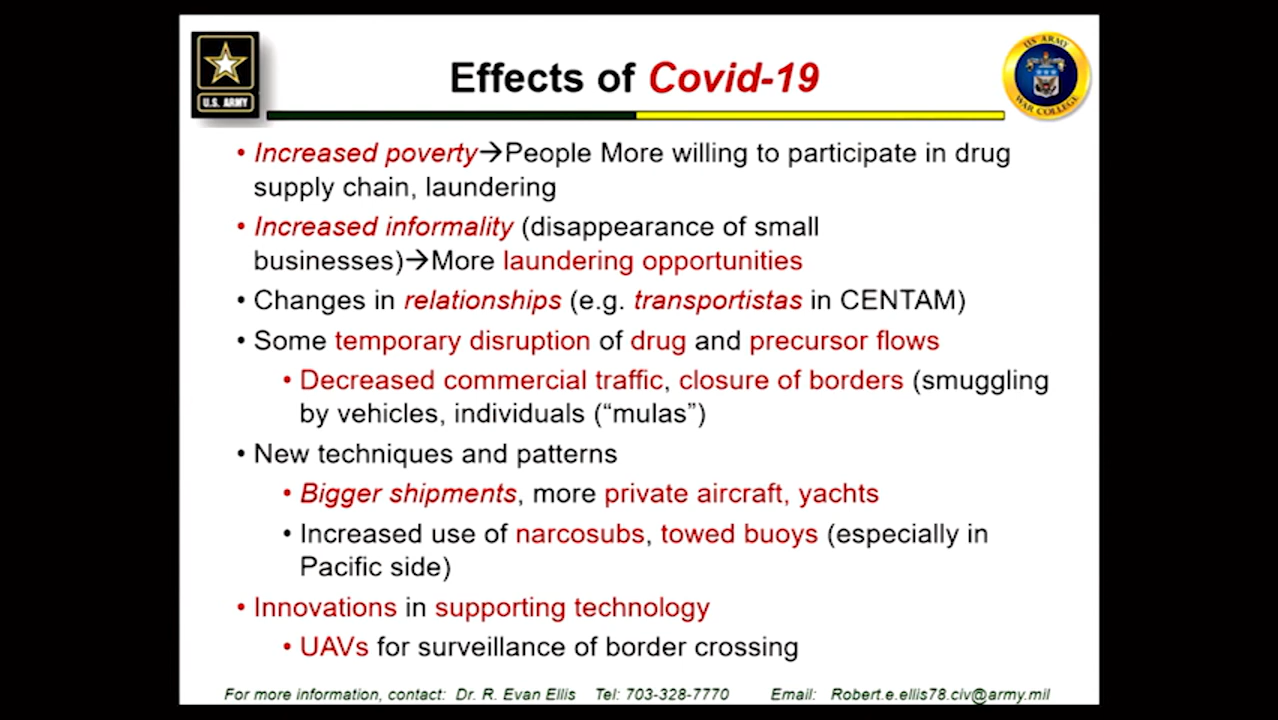 U.S. ARMY
US ARMY
WAR COLLEGE
Effects of Covid-19
• Increased poverty→People More willing to participate in drug
supply chain, laundering
• Increased informality (disappearance of small
businesses)→More laundering opportunities
• Changes in relationships (e.g. transportistas in CENTAM)
• Some temporary disruption of drug and precursor flows
• Decreased commercial traffic, closure of borders (smuggling
by vehicles, individuals (“mulas”)
• New techniques and patterns
• Bigger shipments, more private aircraft, yachts
• Increased use of narcosubs, towed buoys (especially in
Pacific side)
• Innovations in supporting technology
• UAVs for surveillance of border crossing
For more information, contact: Dr. R. Evan Ellis Tel: 703-328-7770 Email: Robert.e.ellis78.civ@army.mil